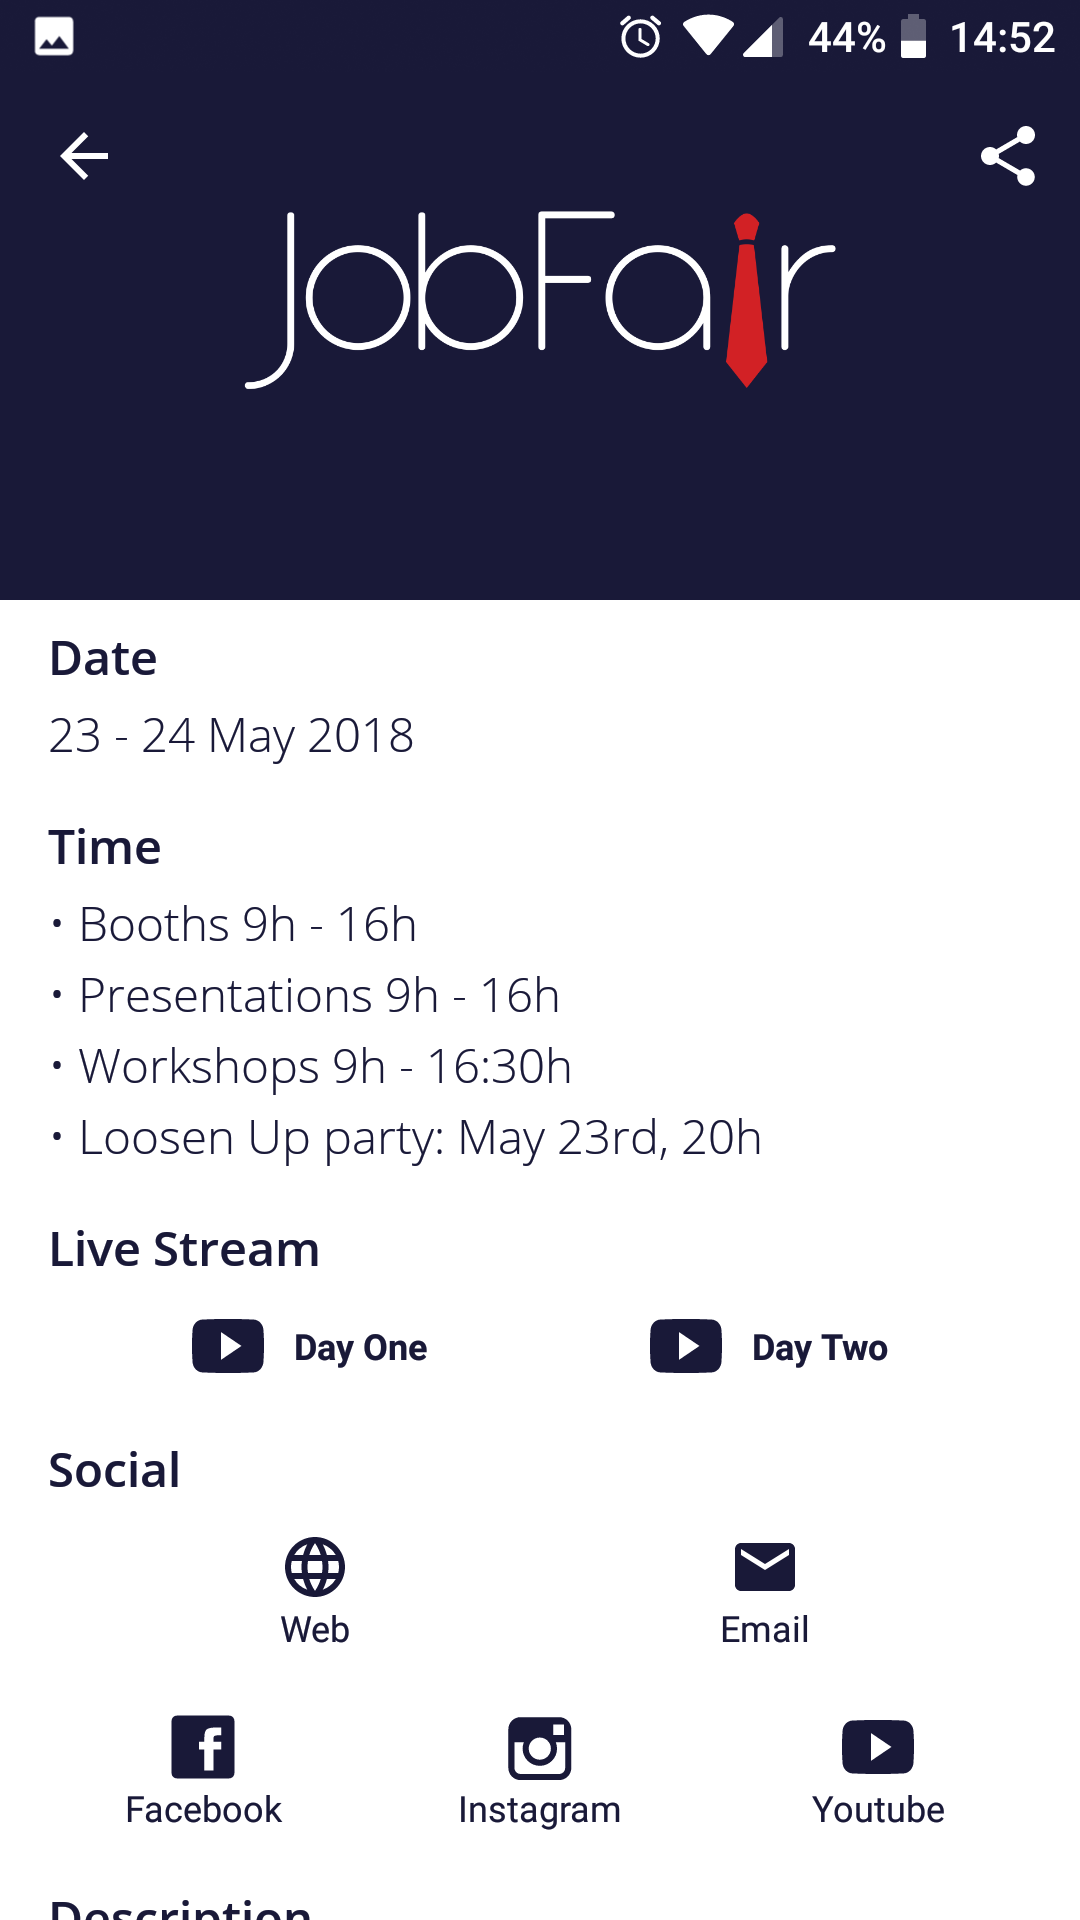 44% 14:52
JobFair
Date
23 - 24 May 2018
Time
• Booths 9h - 16h
• Presentations 9h - 16h
• Workshops 9h - 16:30h
• Loosen Up party: May 23rd, 20h
Live Stream
Day One Day Two
Social
Web Email
Facebook Instagram Youtube
Description